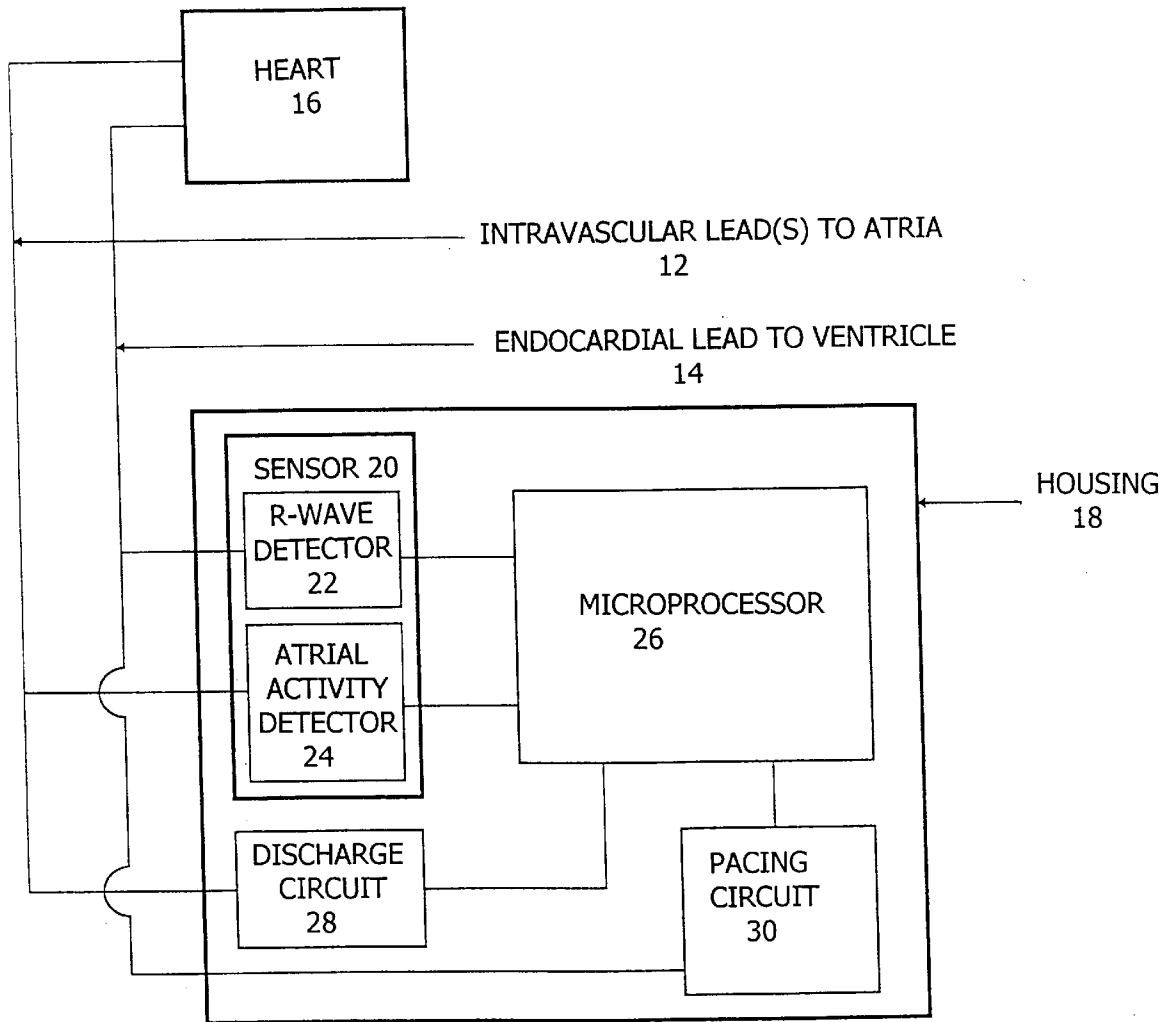 HEART
16
INTRAVASCULAR LEAD(S) TO ATRIA
12
ENDOCARDIAL LEAD TO VENTRICLE
14
HOUSING
18
SENSOR 20
R-WAVE
DETECTOR
22
ATRIAL
ACTIVITY
DETECTOR
24
MICROPROCESSOR
26
DISCHARGE
CIRCUIT
28
PACING
CIRCUIT
30